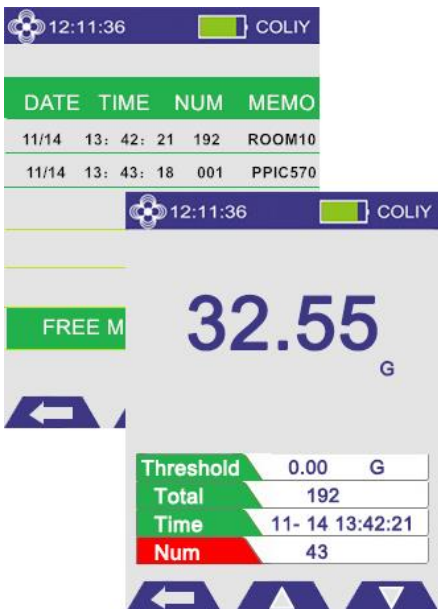 12:11:36 COLIY
DATE TIME NUM MEMO
11/14 13: 42: 21 192 ROOM10
11/14 13: 43: 18 001 PPIC570
FREE M
12:11:36 COLIY
32.55
G
Threshold 0.00 G
Total 192
Time 11- 14 13:42:21
Num 43